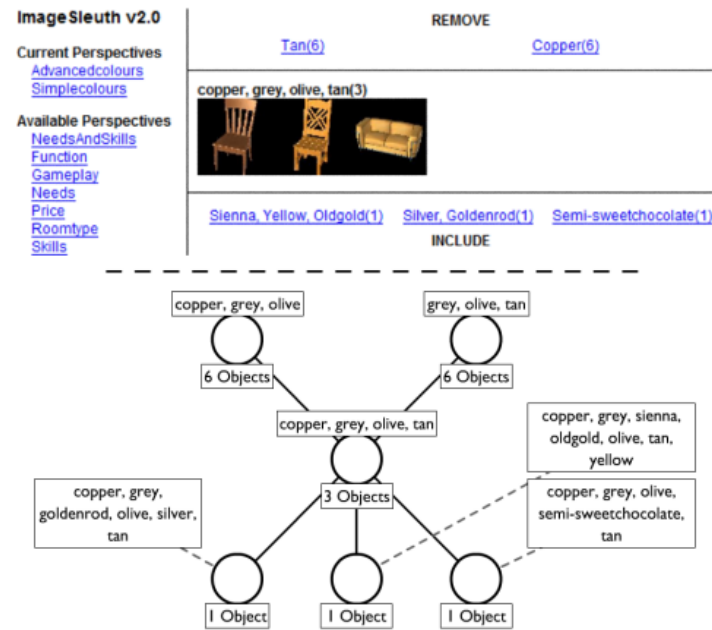 ImageSleuth v2.0
Current Perspectives
Advancedcolours
Simplecolours
Available Perspectives
NeedsAndSkills
Function
Gameplay
Needs
Price
Roomtype
Skills
REMOVE
Tan(6)
Copper(6)
copper, grey, olive, tan(3)
Sienna, Yellow, Oldgold(1)
Silver, Goldenrod(1)
Semi-sweetchocolate(1)
INCLUDE
copper, grey, olive
grey, olive, tan
6 Objects
6 Objects
copper, grey, olive, tan
3 Objects
copper, grey, sienna,
oldgold, olive, tan,
yellow
copper, grey,
goldenrod, olive, silver,
tan
copper, grey, olive,
semi-sweetchocolate,
tan
1 Object
1 Object
1 Object